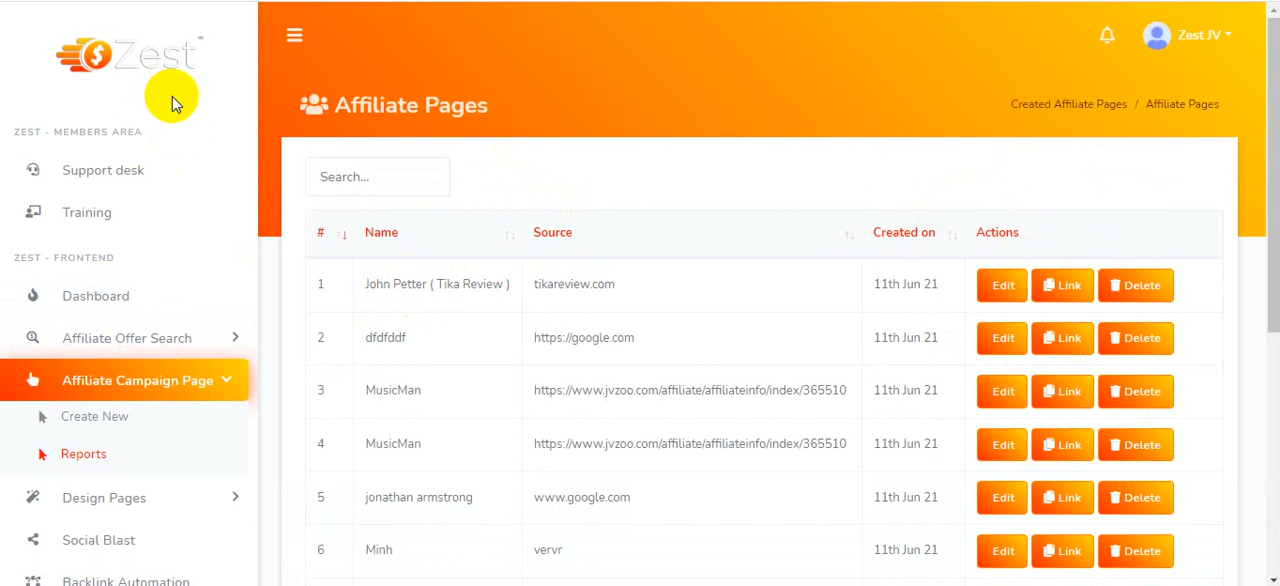 Zest™
Zest JV
Affiliate Pages
Created Affiliate Pages / Affiliate Pages
ZEST - MEMBERS AREA
Support desk
Training
ZEST - FRONTEND
Dashboard
Affiliate Offer Search
Affiliate Campaign Page
Create New
Reports
Design Pages
Social Blast
Backlink Automation
Search...
# Name Source Created on Actions
1 John Petter ( Tika Review ) tikareview.com 11th Jun 21 Edit Link Delete
2 dfdfddf https://google.com 11th Jun 21 Edit Link Delete
3 MusicMan https://www.jvzoo.com/affiliate/affiliateinfo/index/365510 11th Jun 21 Edit Link Delete
4 MusicMan https://www.jvzoo.com/affiliate/affiliateinfo/index/365510 11th Jun 21 Edit Link Delete
5 jonathan armstrong www.google.com 11th Jun 21 Edit Link Delete
6 Minh vervr 11th Jun 21 Edit Link Delete